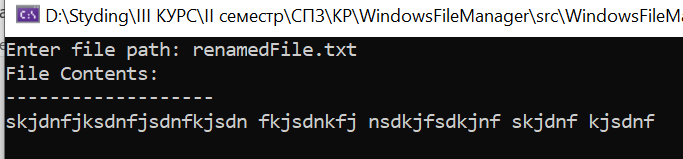 D:\Styding\III КУРС\II семестр\СПЗ\КР\WindowsFileManager\src\WindowsFileMa
Enter file path: renamedFile.txt
File Contents:
-------------------
skjdnfjksdnfjsdnfkjsdn fkjsdnkfj nsdkjfsdkjnf skjdnf kjsdnf